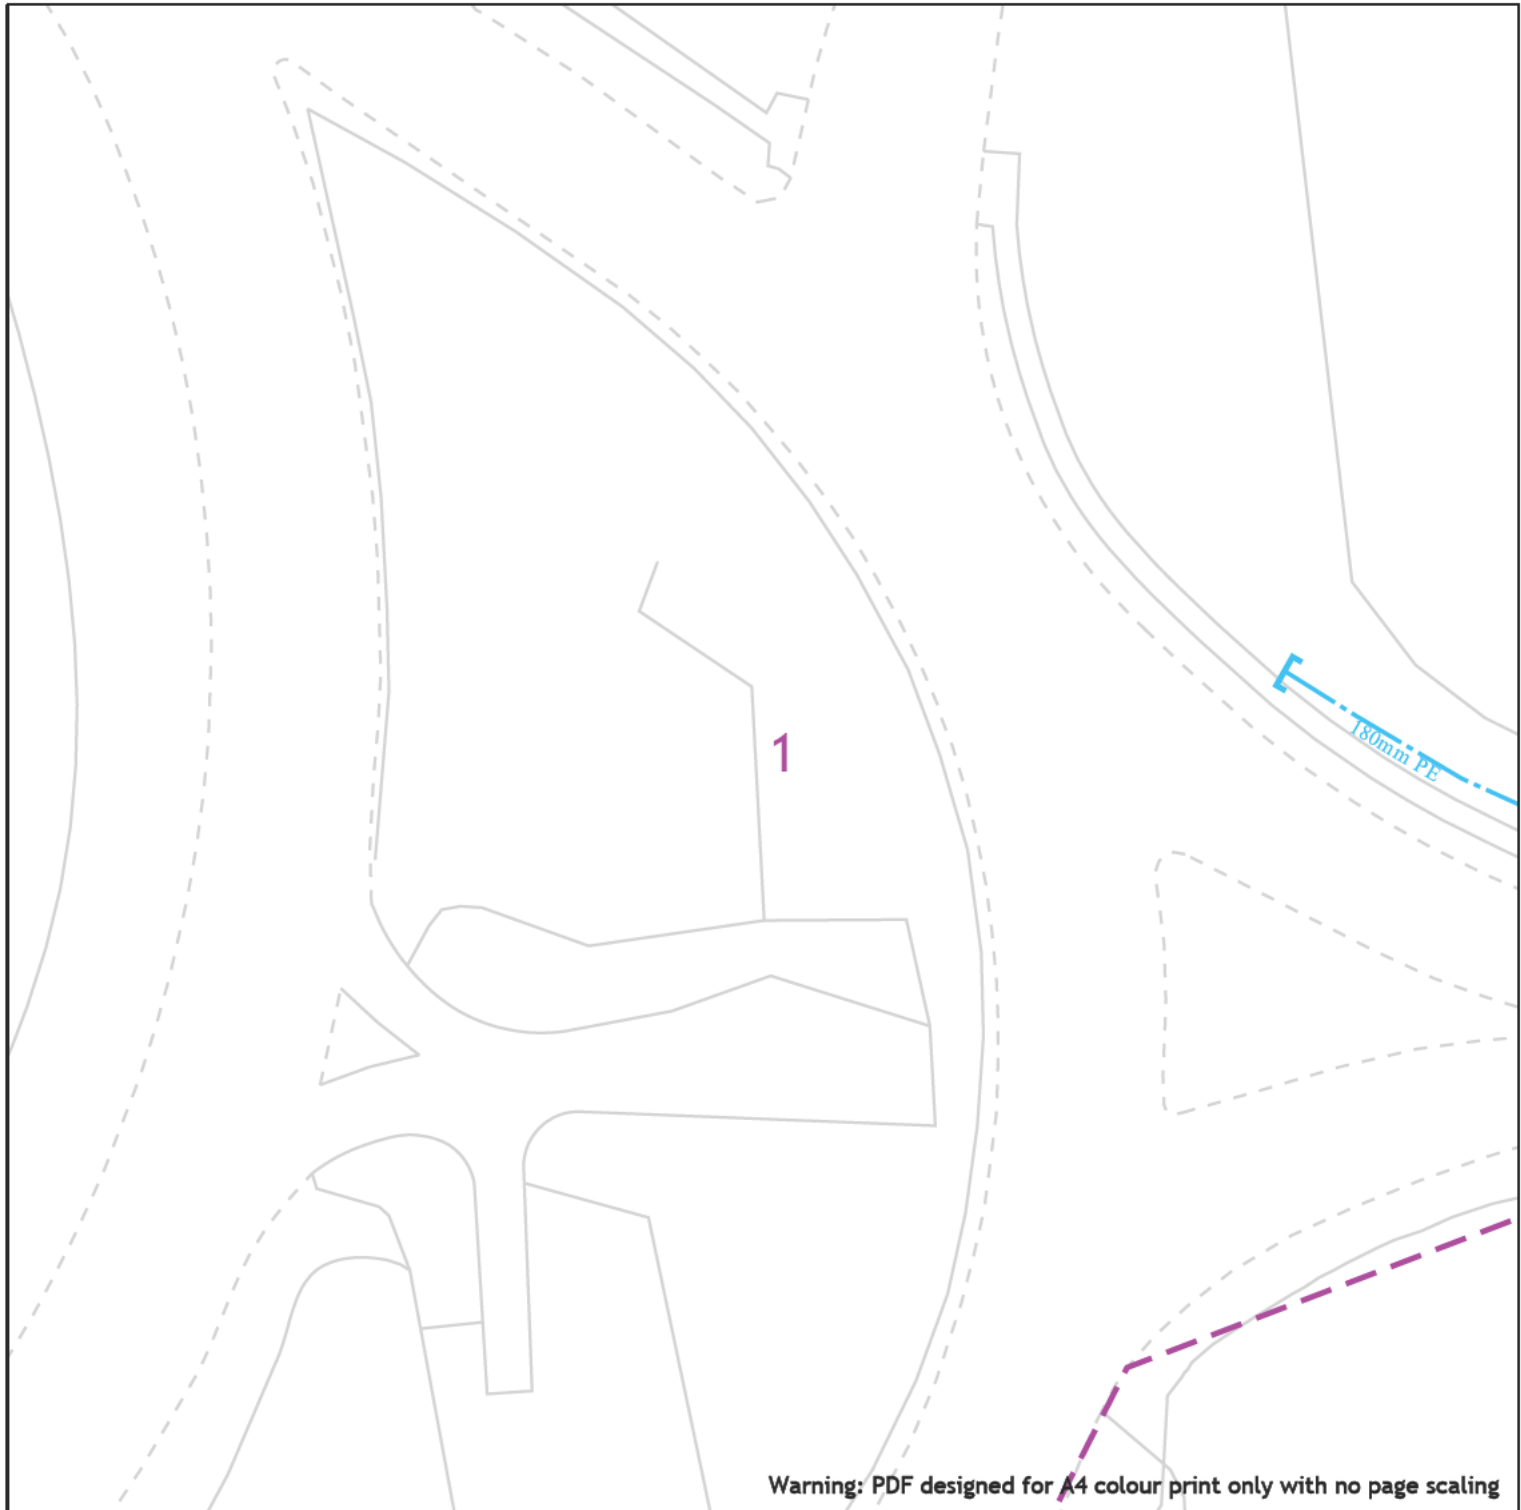 180mm PE
1
Warning: PDF designed for A4 colour print only with no page scaling